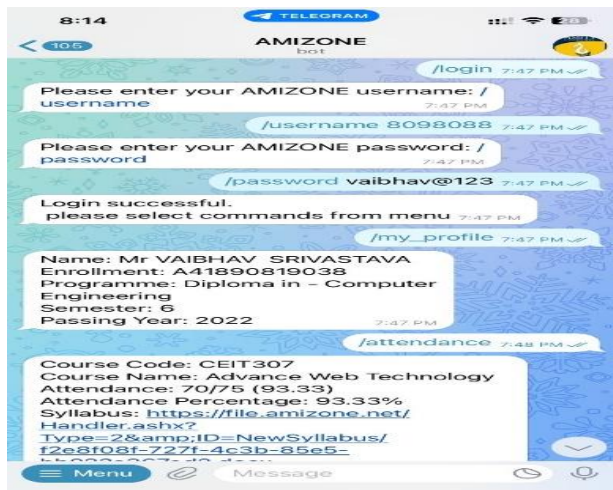 8:14
TELEGRAM
28
105
AMIZONE
bot
/login 7:47 PM
Please enter your AMIZONE username: /
username 7:47 PM
/username 8098088 7:47 PM
Please enter your AMIZONE password: /
password 7:47 PM
/password vaibhav@123 7:47 PM
Login successful.
please select commands from menu 7:47 PM
/my_profile 7:47 PM
Name: Mr VAIBHAV SRIVASTAVA
Enrollment: A41890819038
Programme: Diploma in - Computer
Engineering
Semester: 6
Passing Year: 2022 7:47 PM
/attendance 7:48 PM
Course Code: CEIT307
Course Name: Advance Web Technology
Attendance: 70/75 (93.33)
Attendance Percentage: 93.33%
Syllabus: https://file.amizone.net/
Handler.ashx?
Type=2&amp;ID=NewSyllabus/
f2e8f08f-727f-4c3b-85e5-
Menu
Message